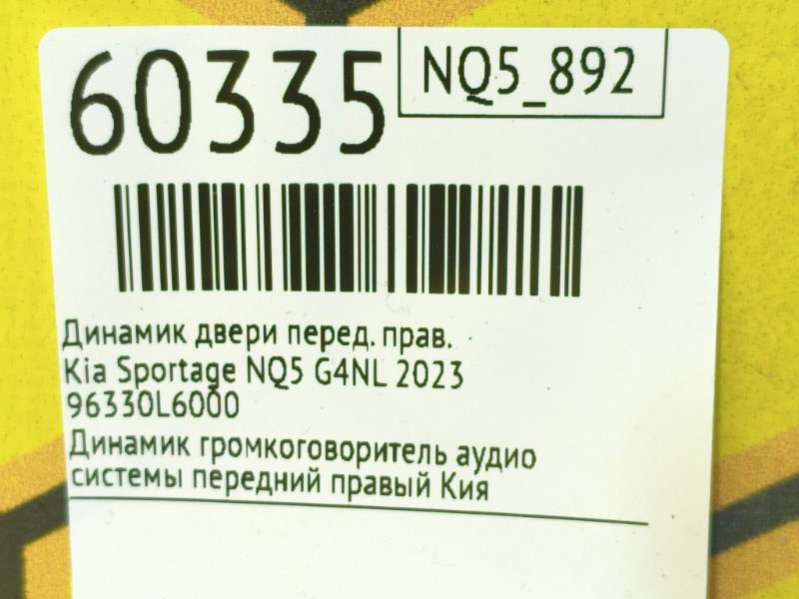 60335
NQ5_892
Динамик двери перед. прав.
Kia Sportage NQ5 G4NL 2023
96330L6000
Динамик громкоговоритель аудио
системы передний правый Кия